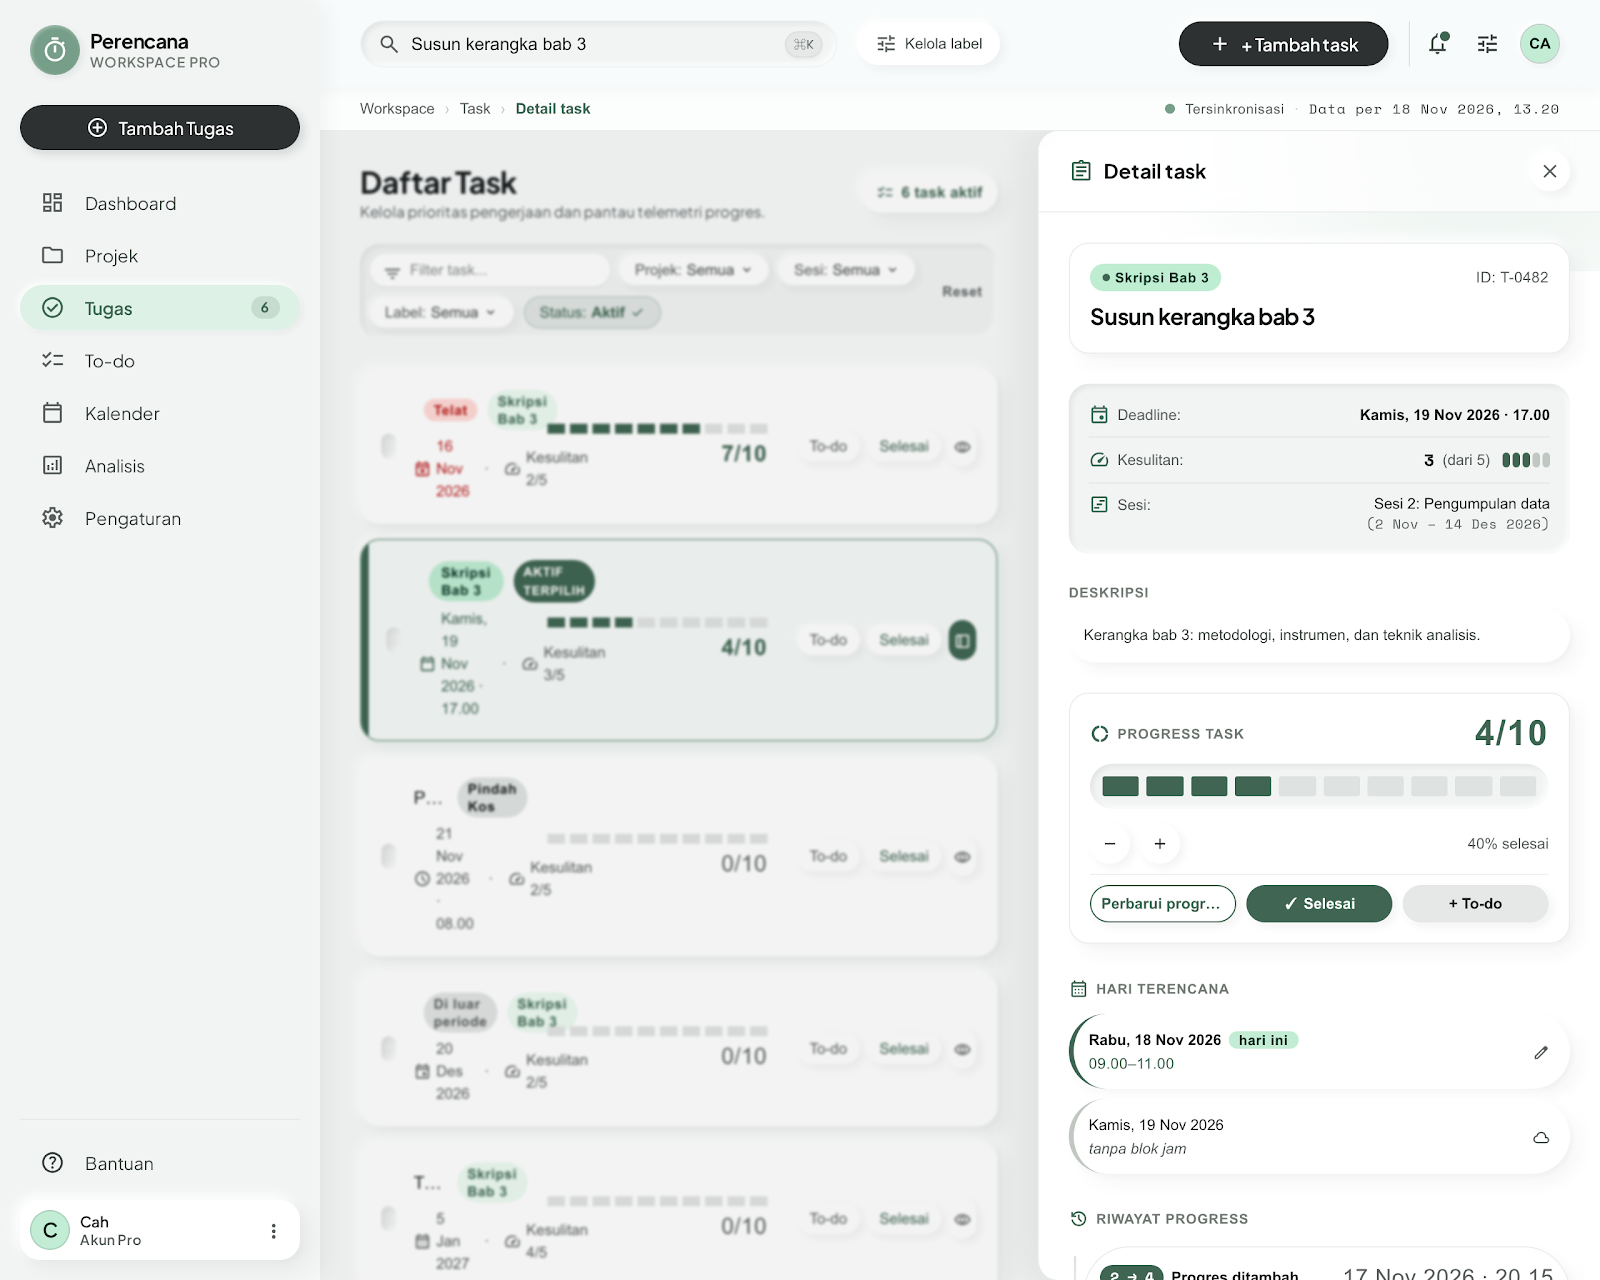 Perencana
WORKSPACE PRO
Tambah Tugas
Dashboard
Projek
Tugas
6
To-do
Kalender
Analisis
Pengaturan
Bantuan
C
Cah
Akun Pro
Susun kerangka bab 3
⌘K
Kelola label
+ Tambah task
CA
Workspace › Task › Detail task
Tersinkronisasi · Data per 18 Nov 2026, 13.20
Daftar Task
Kelola prioritas pengerjaan dan pantau telemetri progres.
6 task aktif
Filter task...
Projek: Semua
Sesi: Semua
Label: Semua
Status: Aktif
Reset
Telat
Skripsi
Bab 3
16
Nov
2026
·
Kesulitan
2/5
7/10
To-do
Selesai
Skripsi
Bab 3
AKTIF
TERPILIH
Kamis,
19
Nov
2026 ·
17.00
·
Kesulitan
3/5
4/10
To-do
Selesai
P...
Pindah
Kos
21
Nov
2026
·
08.00
·
Kesulitan
2/5
0/10
To-do
Selesai
Di luar
periode
Skripsi
Bab 3
20
Des
2026
·
Kesulitan
2/5
0/10
To-do
Selesai
T...
Skripsi
Bab 3
5
Jan
2027
·
Kesulitan
4/5
0/10
To-do
Selesai
Detail task
Skripsi Bab 3
ID: T-0482
Susun kerangka bab 3
Deadline:
Kamis, 19 Nov 2026 · 17.00
Kesulitan:
3 (dari 5)
Sesi:
Sesi 2: Pengumpulan data
(2 Nov – 14 Des 2026)
DESKRIPSI
Kerangka bab 3: metodologi, instrumen, dan teknik analisis.
PROGRESS TASK
4/10
− +
40% selesai
Perbarui progr...
✓ Selesai
+ To-do
HARI TERENCANA
Rabu, 18 Nov 2026
hari ini
09.00–11.00
Kamis, 19 Nov 2026
tanpa blok jam
RIWAYAT PROGRESS
2 → 4
Progres ditambah
17 Nov 2026 · 20.15